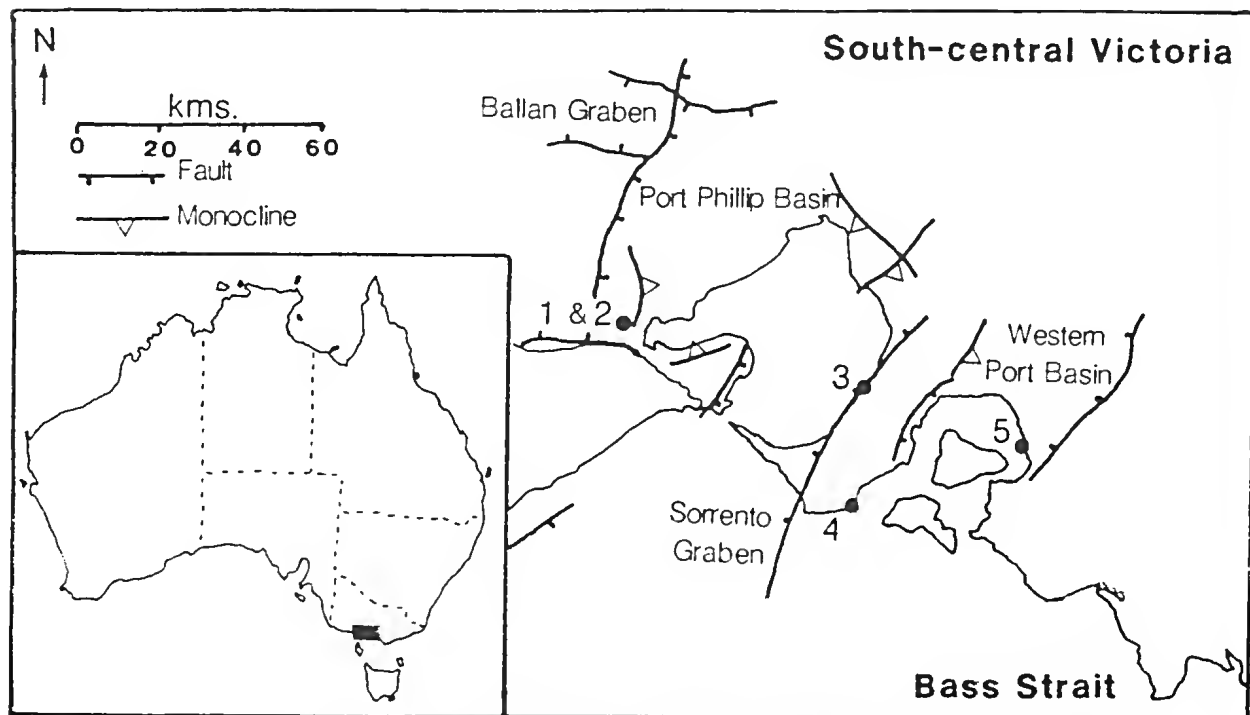 N
South-central Victoria
kms.
0 20 40 60
Fault
Monocline
Ballan Graben
Port Phillip Basin
1 & 2
Western
Port Basin
3
5
4
Sorrento
Graben
Bass Strait